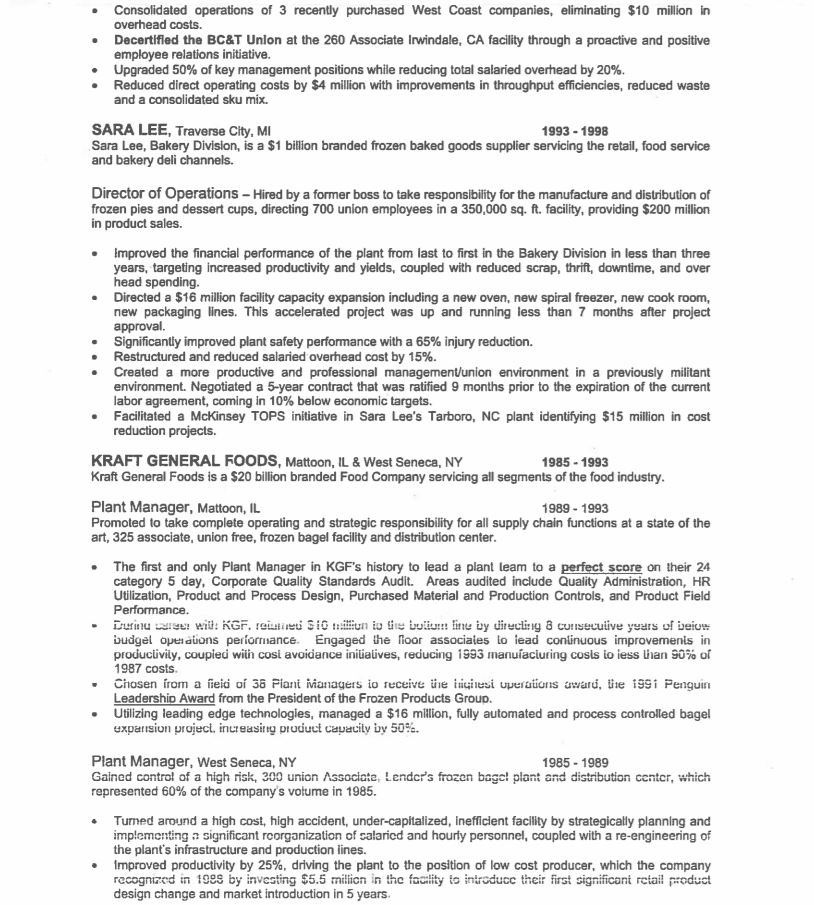 • Consolidated operations of 3 recently purchased West Coast companies, eliminating $10 million in
overhead costs.
• Decertified the BC&T Union at the 260 Associate Irwindale, CA facility through a proactive and positive
employee relations initiative.
• Upgraded 50% of key management positions while reducing total salaried overhead by 20%.
• Reduced direct operating costs by $4 million with improvements in throughput efficiencies, reduced waste
and a consolidated sku mix.
SARA LEE, Traverse City, MI 1993 - 1998
Sara Lee, Bakery Division, is a $1 billion branded frozen baked goods supplier servicing the retail, food service
and bakery deli channels.
Director of Operations – Hired by a former boss to take responsibility for the manufacture and distribution of
frozen pies and dessert cups, directing 700 union employees in a 350,000 sq. ft. facility, providing $200 million
in product sales.
• Improved the financial performance of the plant from last to first in the Bakery Division in less than three
years, targeting increased productivity and yields, coupled with reduced scrap, thrift, downtime, and over
head spending.
• Directed a $16 million facility capacity expansion including a new oven, new spiral freezer, new cook room,
new packaging lines. This accelerated project was up and running less than 7 months after project
approval.
• Significantly improved plant safety performance with a 65% injury reduction.
• Restructured and reduced salaried overhead cost by 15%.
• Created a more productive and professional management/union environment in a previously militant
environment. Negotiated a 5-year contract that was ratified 9 months prior to the expiration of the current
labor agreement, coming in 10% below economic targets.
• Facilitated a McKinsey TOPS initiative in Sara Lee's Tarboro, NC plant identifying $15 million in cost
reduction projects.
KRAFT GENERAL FOODS, Mattoon, IL & West Seneca, NY 1985 - 1993
Kraft General Foods is a $20 billion branded Food Company servicing all segments of the food industry.
Plant Manager, Mattoon, IL 1989 - 1993
Promoted to take complete operating and strategic responsibility for all supply chain functions at a state of the
art, 325 associate, union free, frozen bagel facility and distribution center.
• The first and only Plant Manager in KGF's history to lead a plant team to a perfect score on their 24
category 5 day, Corporate Quality Standards Audit. Areas audited include Quality Administration, HR
Utilization, Product and Process Design, Purchased Material and Production Controls, and Product Field
Performance.
• During career with KGF, returned $10 million to the bottom line by directing 8 consecutive years of below
budget operations performance. Engaged the floor associates to lead continuous improvements in
productivity, coupled with cost avoidance initiatives, reducing 1993 manufacturing costs to less than 90% of
1987 costs.
• Chosen from a field of 38 Plant Managers to receive the highest operations award, the 1991 Penguin
Leadership Award from the President of the Frozen Products Group.
• Utilizing leading edge technologies, managed a $16 million, fully automated and process controlled bagel
expansion project, increasing product capacity by 50%.
Plant Manager, West Seneca, NY 1985 - 1989
Gained control of a high risk, 300 union Associate, Lender's frozen bagel plant and distribution center, which
represented 60% of the company's volume in 1985.
• Turned around a high cost, high accident, under-capitalized, inefficient facility by strategically planning and
implementing a significant reorganization of salaried and hourly personnel, coupled with a re-engineering of
the plant's infrastructure and production lines.
• Improved productivity by 25%, driving the plant to the position of low cost producer, which the company
recognized in 1988 by investing $5.5 million in the facility to introduce their first significant retail product
design change and market introduction in 5 years.